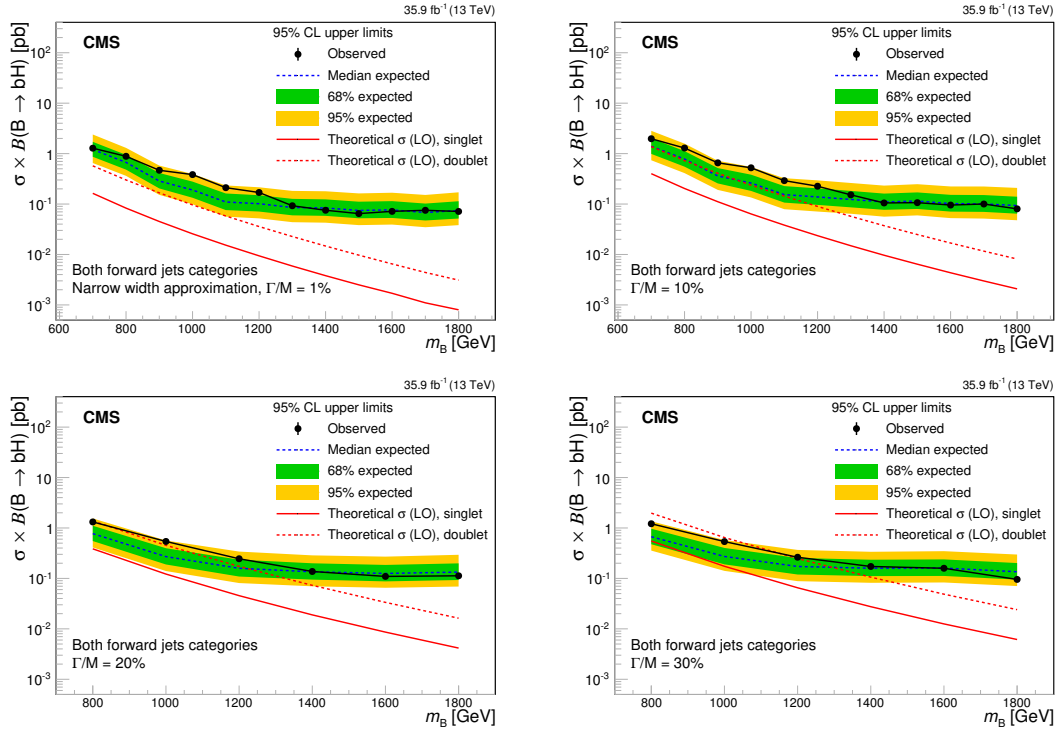 35.9 fb⁻¹ (13 TeV)
CMS
95% CL upper limits
Observed
Median expected
68% expected
95% expected
Theoretical σ (LO), singlet
Theoretical σ (LO), doublet
σ × B(B → bH) [pb]
10²
10
1
10⁻¹
10⁻²
10⁻³
Both forward jets categories
Narrow width approximation, Γ/M = 1%
600 800 1000 1200 1400 1600 1800
m_B [GeV]
35.9 fb⁻¹ (13 TeV)
CMS
95% CL upper limits
Observed
Median expected
68% expected
95% expected
Theoretical σ (LO), singlet
Theoretical σ (LO), doublet
σ × B(B → bH) [pb]
10²
10
1
10⁻¹
10⁻²
10⁻³
Both forward jets categories
Γ/M = 10%
600 800 1000 1200 1400 1600 1800
m_B [GeV]
35.9 fb⁻¹ (13 TeV)
CMS
95% CL upper limits
Observed
Median expected
68% expected
95% expected
Theoretical σ (LO), singlet
Theoretical σ (LO), doublet
σ × B(B → bH) [pb]
10²
10
1
10⁻¹
10⁻²
10⁻³
Both forward jets categories
Γ/M = 20%
800 1000 1200 1400 1600 1800
m_B [GeV]
35.9 fb⁻¹ (13 TeV)
CMS
95% CL upper limits
Observed
Median expected
68% expected
95% expected
Theoretical σ (LO), singlet
Theoretical σ (LO), doublet
σ × B(B → bH) [pb]
10²
10
1
10⁻¹
10⁻²
10⁻³
Both forward jets categories
Γ/M = 30%
800 1000 1200 1400 1600 1800
m_B [GeV]